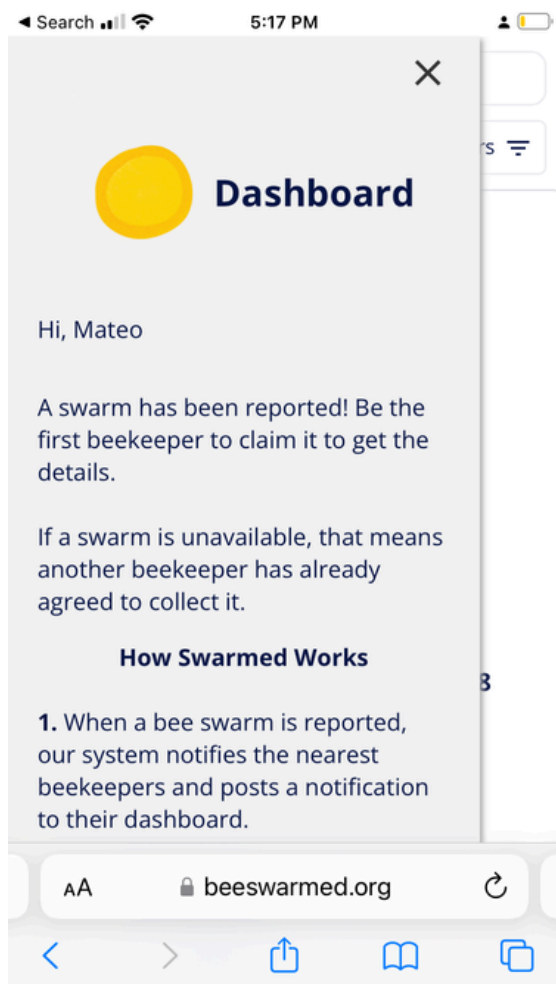 Search
5:17 PM
rs
Dashboard
Hi, Mateo
A swarm has been reported! Be the
first beekeeper to claim it to get the
details.
If a swarm is unavailable, that means
another beekeeper has already
agreed to collect it.
How Swarmed Works
8
1. When a bee swarm is reported,
our system notifies the nearest
beekeepers and posts a notification
to their dashboard.
AA
beeswarmed.org